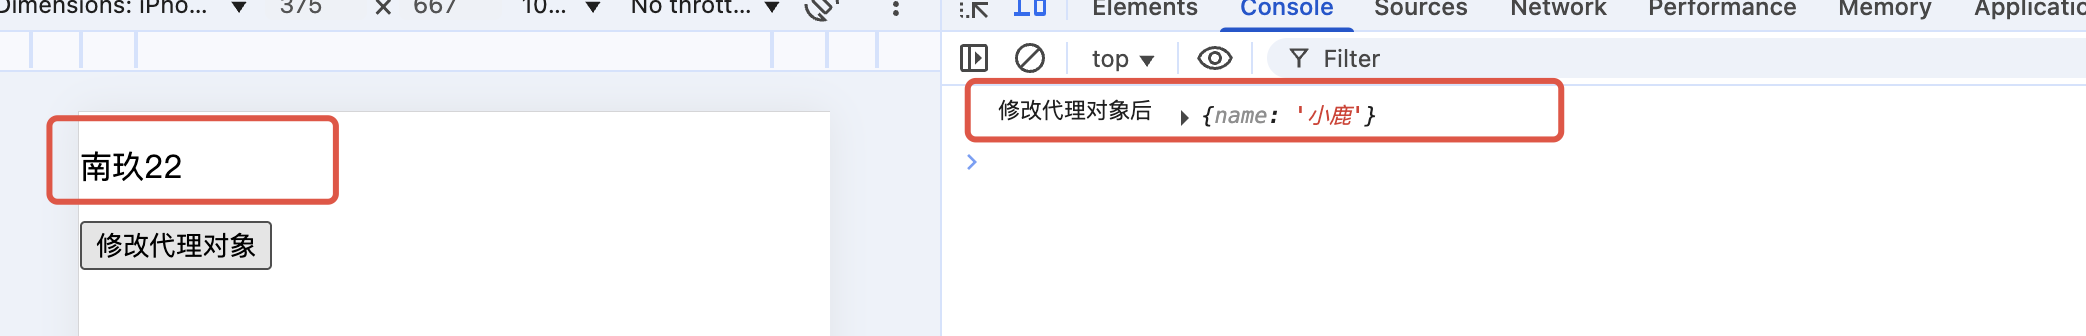 Dimensions: iPho... ▼ 375 × 667 10... ▼ No thrott... ▼
Elements Console Sources Network Performance Memory Applicatio
top ▼ Filter
修改代理对象后 ▶ {name: '小鹿'}
南玖22
修改代理对象